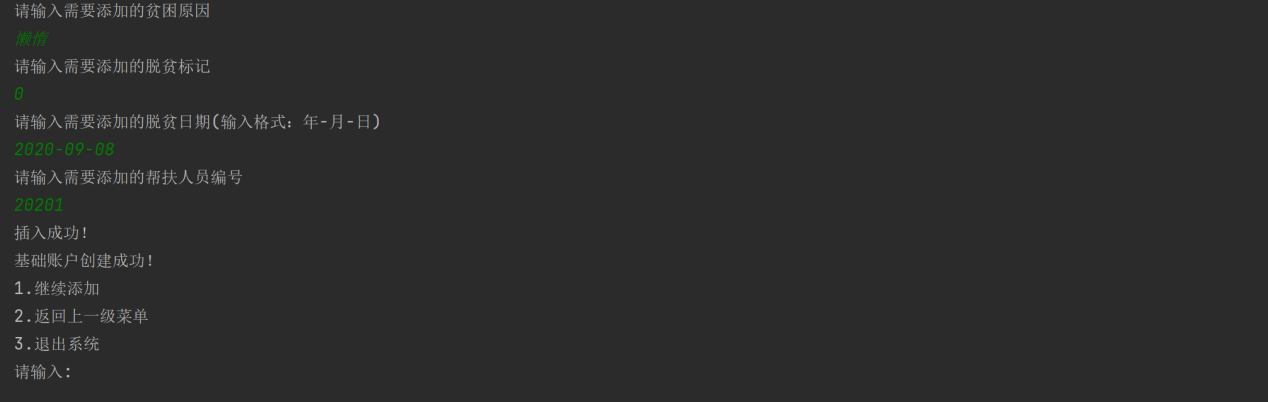 请输入需要添加的贫困原因
懒惰
请输入需要添加的脱贫标记
0
请输入需要添加的脱贫日期(输入格式：年-月-日)
2020-09-08
请输入需要添加的帮扶人员编号
20201
插入成功！
基础账户创建成功！
1.继续添加
2.返回上一级菜单
3.退出系统
请输入: